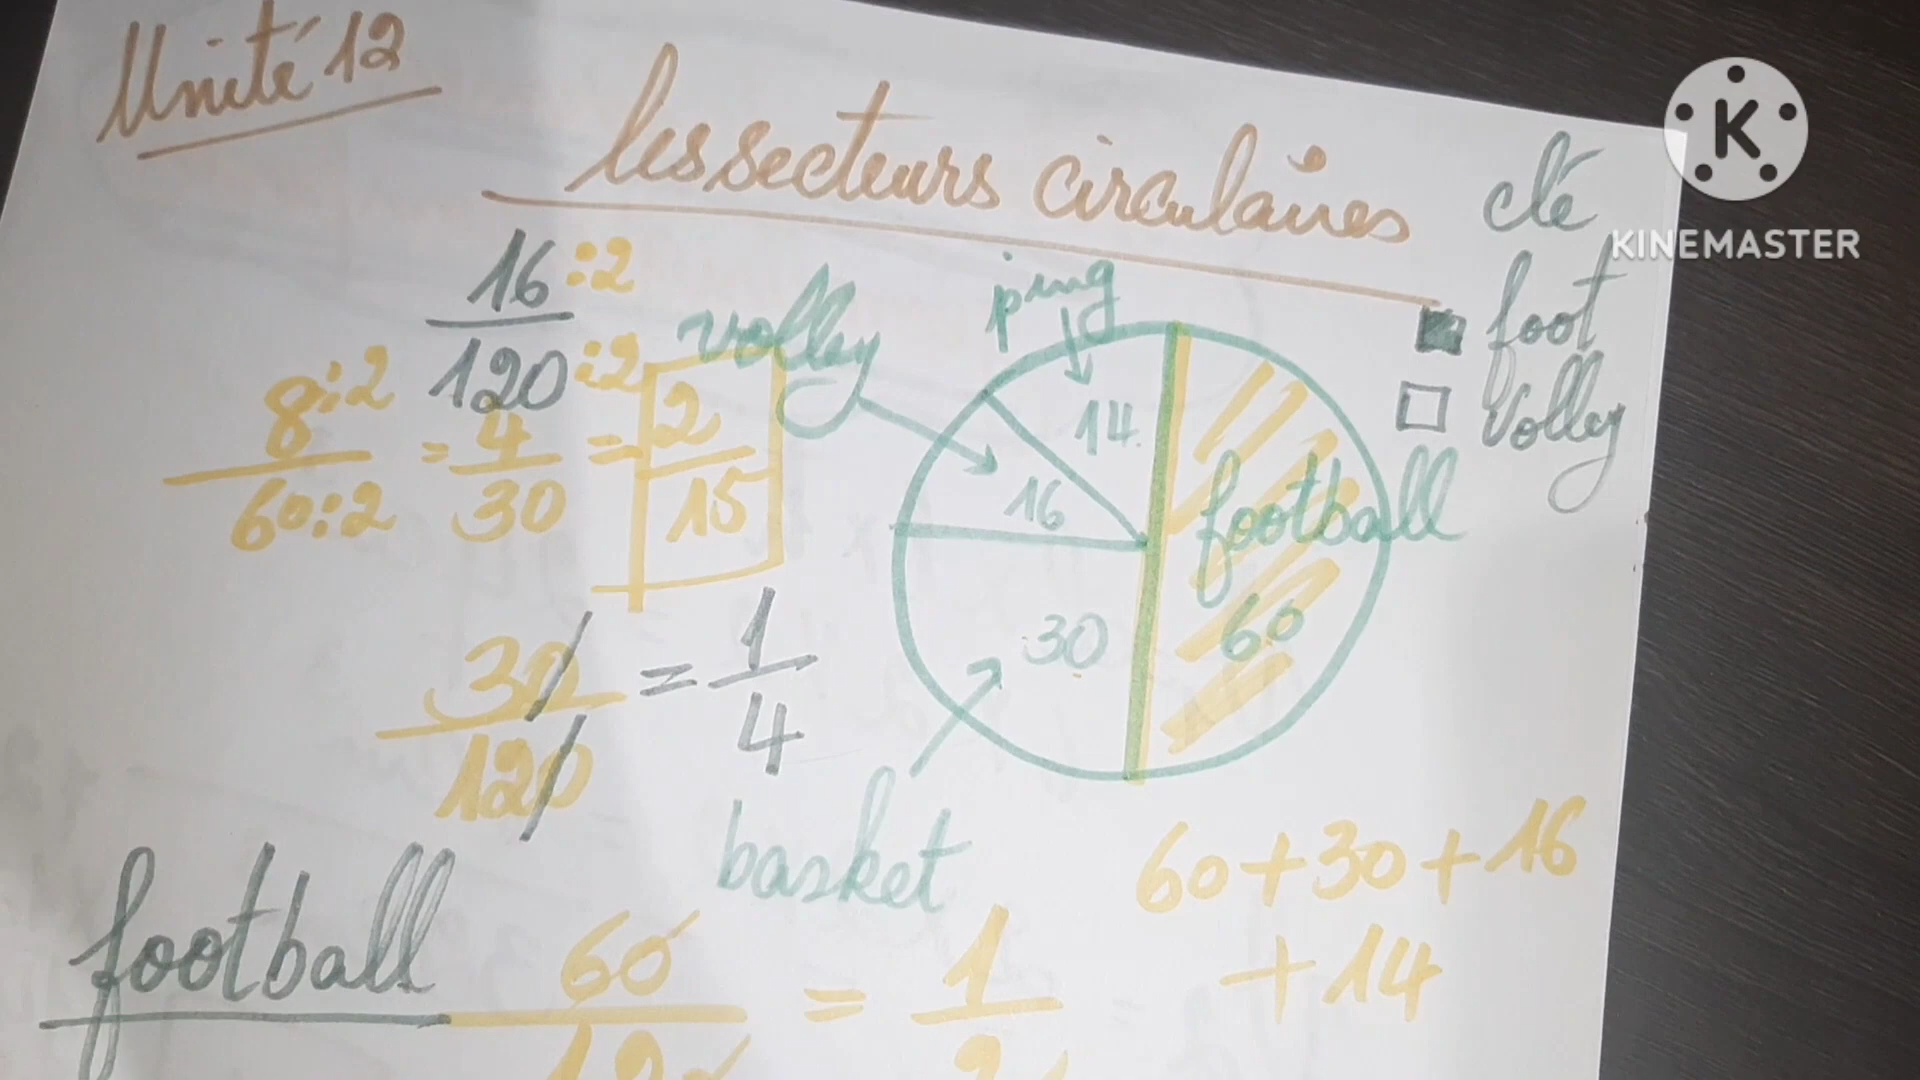 Unité 12
les secteurs circulaires
clé
foot
volley
K
KINEMASTER
16 :2
120 :2
8 :2
60 :2
= 4
30
= 2
15
volley
ping
14
16
football
60
30
basket
30
120
= 1
4
60 + 30 + 16
+ 14
football 60
= 1